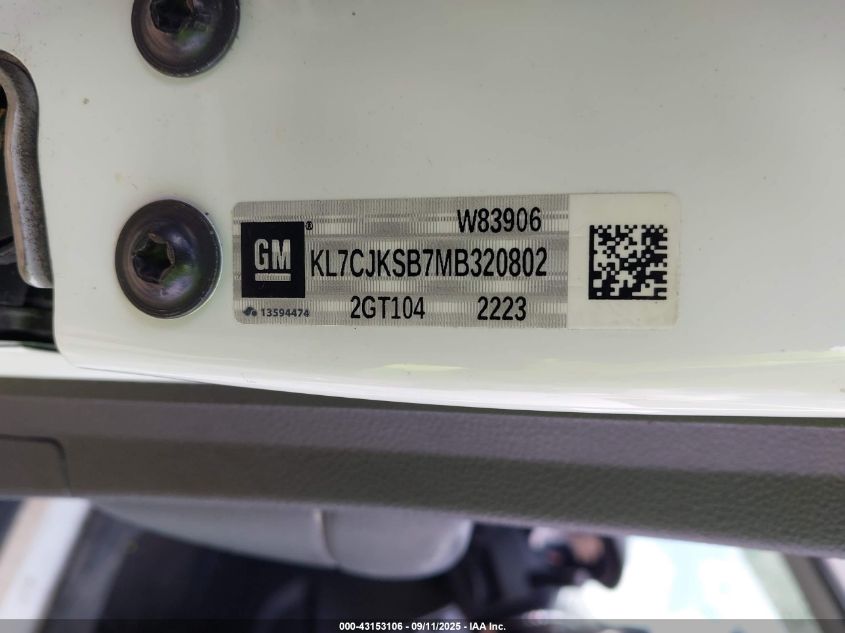 W83906
GM®
KL7CJKSB7MB320802
13594474
2GT104 2223
000-43153106 - 09/11/2025 - IAA Inc.